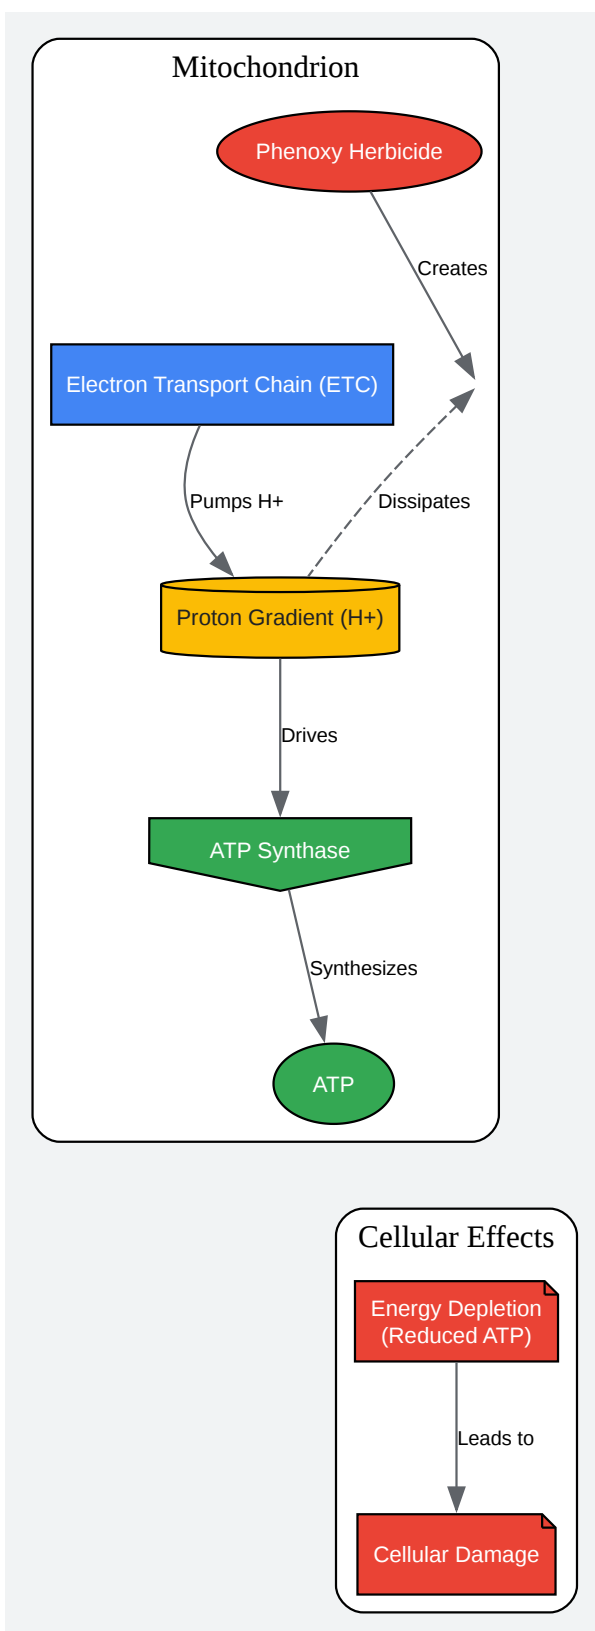 Mitochondrion
Phenoxy Herbicide
Creates
Electron Transport Chain (ETC)
Pumps H+
Dissipates
Proton Gradient (H+)
Drives
ATP Synthase
Synthesizes
ATP
Cellular Effects
Energy Depletion
(Reduced ATP)
Leads to
Cellular Damage